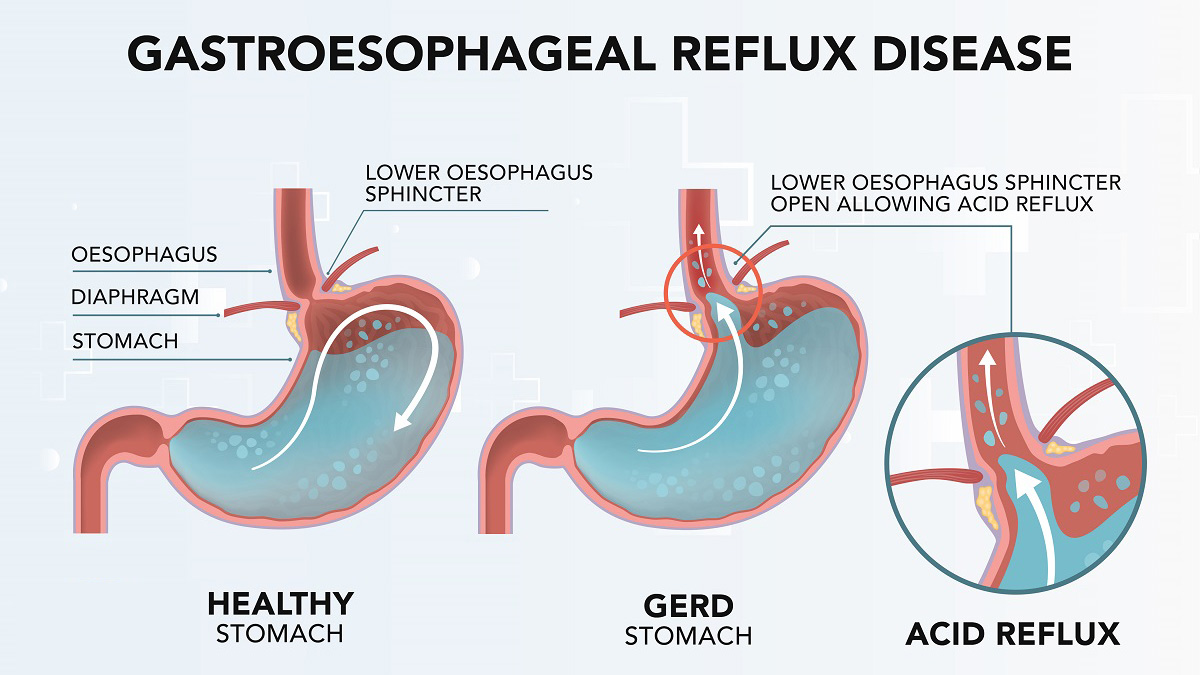 GASTROESOPHAGEAL REFLUX DISEASE
LOWER OESOPHAGUS
SPHINCTER
OESOPHAGUS
DIAPHRAGM
STOMACH
LOWER OESOPHAGUS SPHINCTER
OPEN ALLOWING ACID REFLUX
HEALTHY
STOMACH
GERD
STOMACH
ACID REFLUX